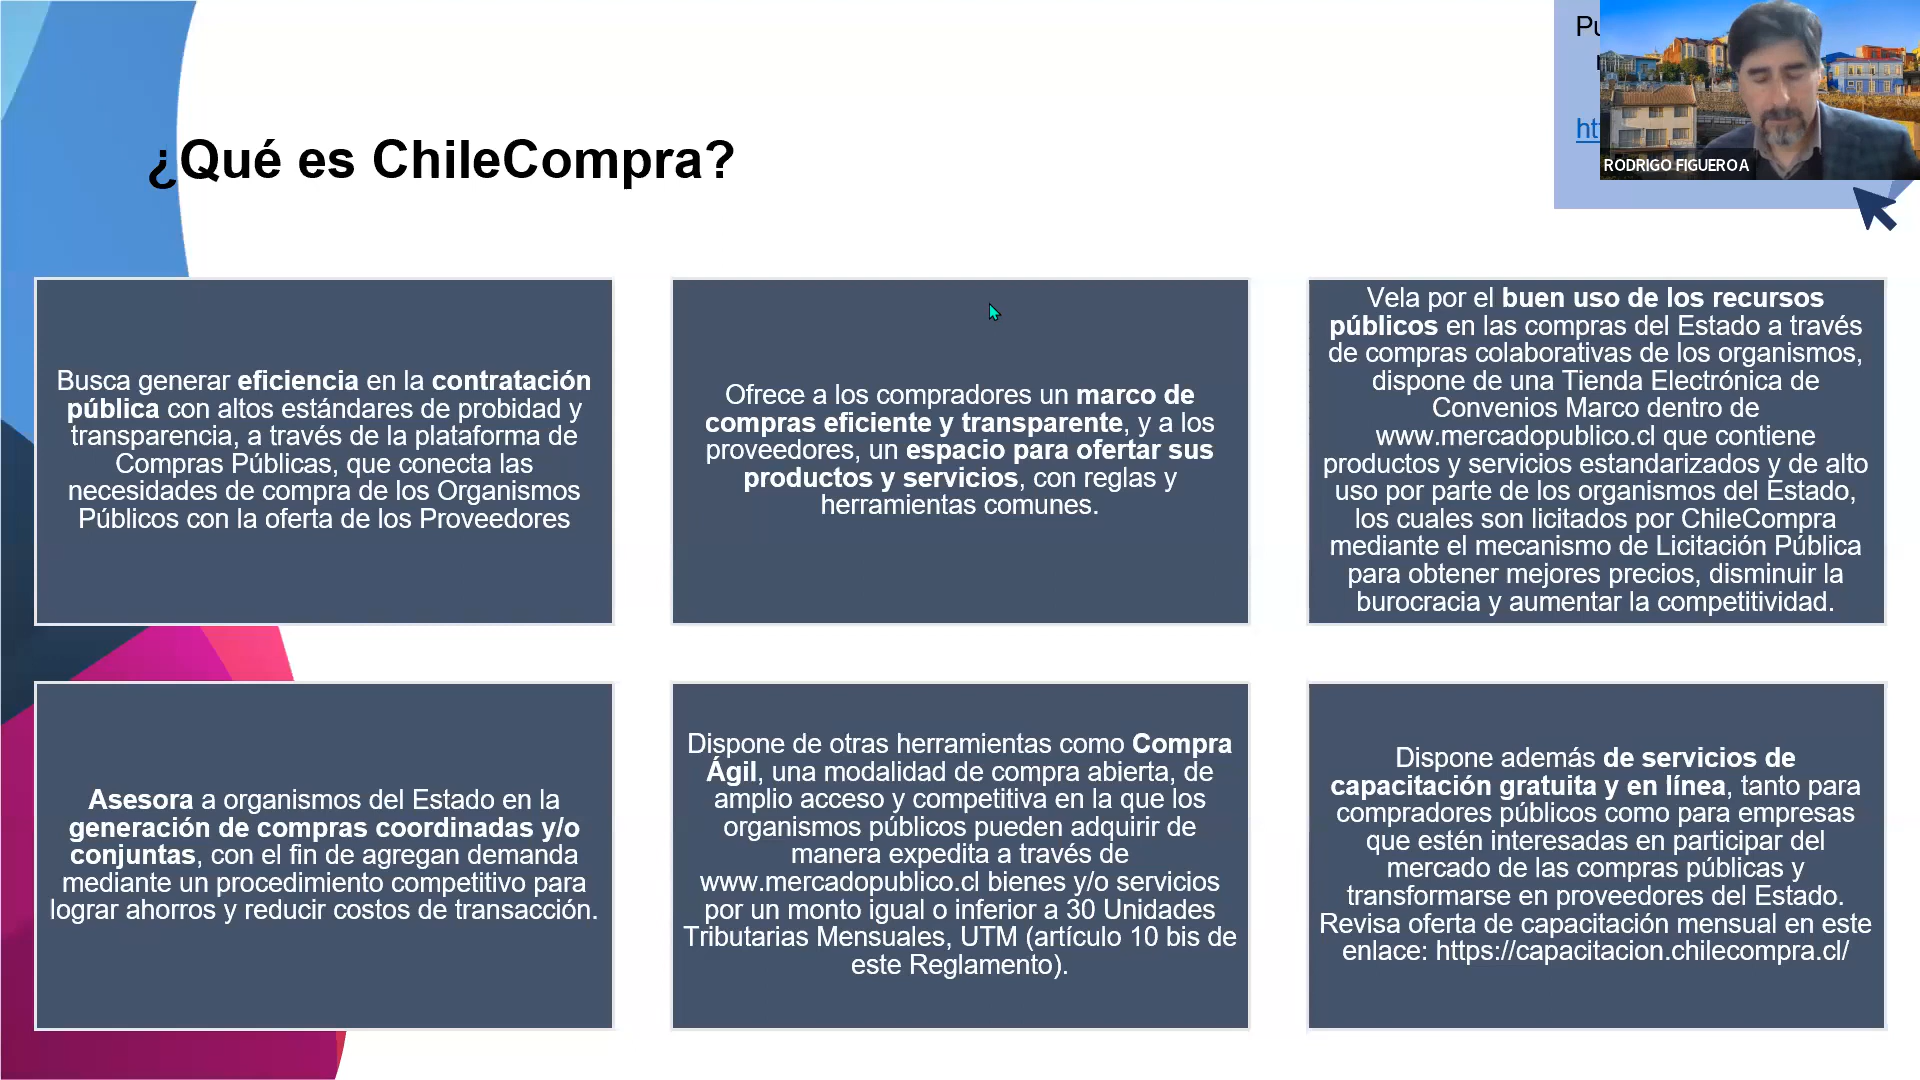 Pu
ht
RODRIGO FIGUEROA
¿Qué es ChileCompra?
Busca generar eficiencia en la contratación
pública con altos estándares de probidad y
transparencia, a través de la plataforma de
Compras Públicas, que conecta las
necesidades de compra de los Organismos
Públicos con la oferta de los Proveedores
Ofrece a los compradores un marco de
compras eficiente y transparente, y a los
proveedores, un espacio para ofertar sus
productos y servicios, con reglas y
herramientas comunes.
Vela por el buen uso de los recursos
públicos en las compras del Estado a través
de compras colaborativas de los organismos,
dispone de una Tienda Electrónica de
Convenios Marco dentro de
www.mercadopublico.cl que contiene
productos y servicios estandarizados y de alto
uso por parte de los organismos del Estado,
los cuales son licitados por ChileCompra
mediante el mecanismo de Licitación Pública
para obtener mejores precios, disminuir la
burocracia y aumentar la competitividad.
Asesora a organismos del Estado en la
generación de compras coordinadas y/o
conjuntas, con el fin de agregan demanda
mediante un procedimiento competitivo para
lograr ahorros y reducir costos de transacción.
Dispone de otras herramientas como Compra
Ágil, una modalidad de compra abierta, de
amplio acceso y competitiva en la que los
organismos públicos pueden adquirir de
manera expedita a través de
www.mercadopublico.cl bienes y/o servicios
por un monto igual o inferior a 30 Unidades
Tributarias Mensuales, UTM (artículo 10 bis de
este Reglamento).
Dispone además de servicios de
capacitación gratuita y en línea, tanto para
compradores públicos como para empresas
que estén interesadas en participar del
mercado de las compras públicas y
transformarse en proveedores del Estado.
Revisa oferta de capacitación mensual en este
enlace: https://capacitacion.chilecompra.cl/